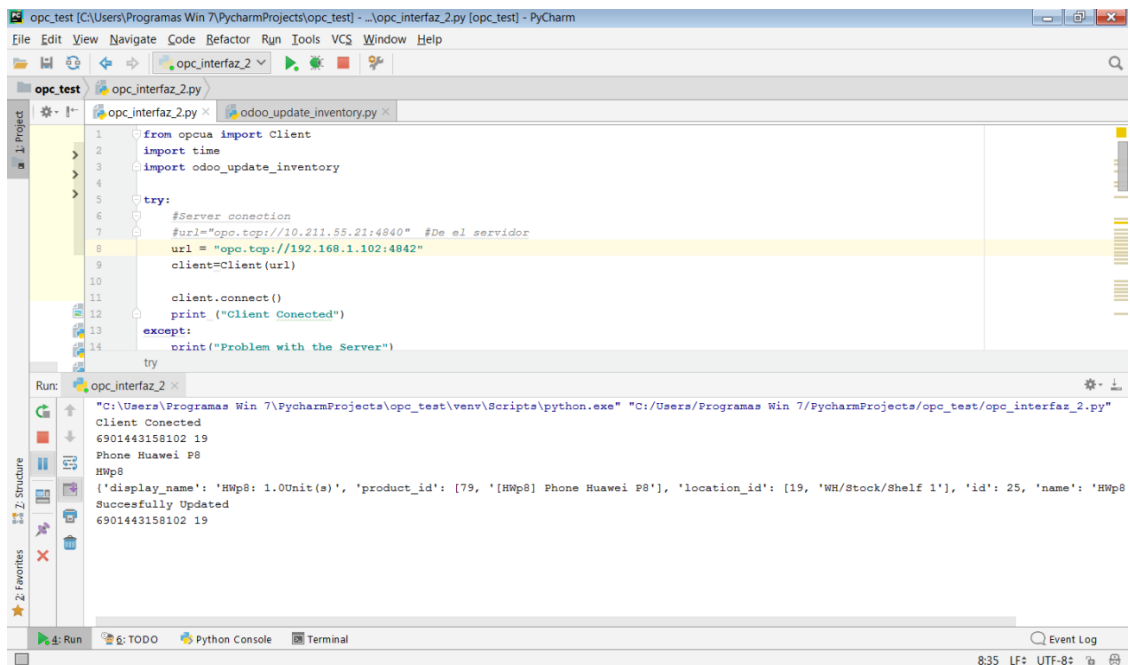 opc_test [C:\Users\Programas Win 7\PycharmProjects\opc_test] - ...\opc_interfaz_2.py [opc_test] - PyCharm
File Edit View Navigate Code Refactor Run Tools VCS Window Help
opc_interfaz_2
opc_test opc_interfaz_2.py
opc_interfaz_2.py odoo_update_inventory.py
1: Project
1 from opcua import Client
2 import time
3 import odoo_update_inventory
4
5 try:
6 #Server conection
7 #url="opc.tcp://10.211.55.21:4840" #De el servidor
8 url = "opc.tcp://192.168.1.102:4842"
9 client=Client(url)
10
11 client.connect()
12 print ("Client Conected")
13 except:
14 print("Problem with the Server")
try
Run: opc_interfaz_2
"C:\Users\Programas Win 7\PycharmProjects\opc_test\venv\Scripts\python.exe" "C:/Users/Programas Win 7/PycharmProjects/opc_test/opc_interfaz_2.py"
Client Conected
6901443158102 19
Phone Huawei P8
HWp8
{'display_name': 'HWp8: 1.0Unit(s)', 'product_id': [79, '[HWp8] Phone Huawei P8'], 'location_id': [19, 'WH/Stock/Shelf 1'], 'id': 25, 'name': 'HWp8
Succesfully Updated
6901443158102 19
Z: Structure
2: Favorites
4: Run 6: TODO Python Console Terminal Event Log
8:35 LF UTF-8